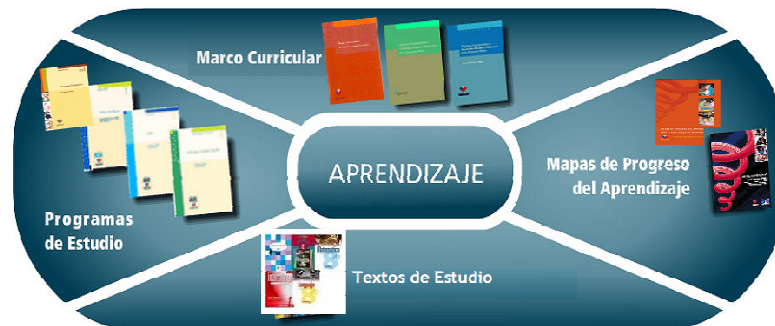 Marco Curricular
APRENDIZAJE
Programas
de Estudio
Mapas de Progreso
del Aprendizaje
Textos de Estudio